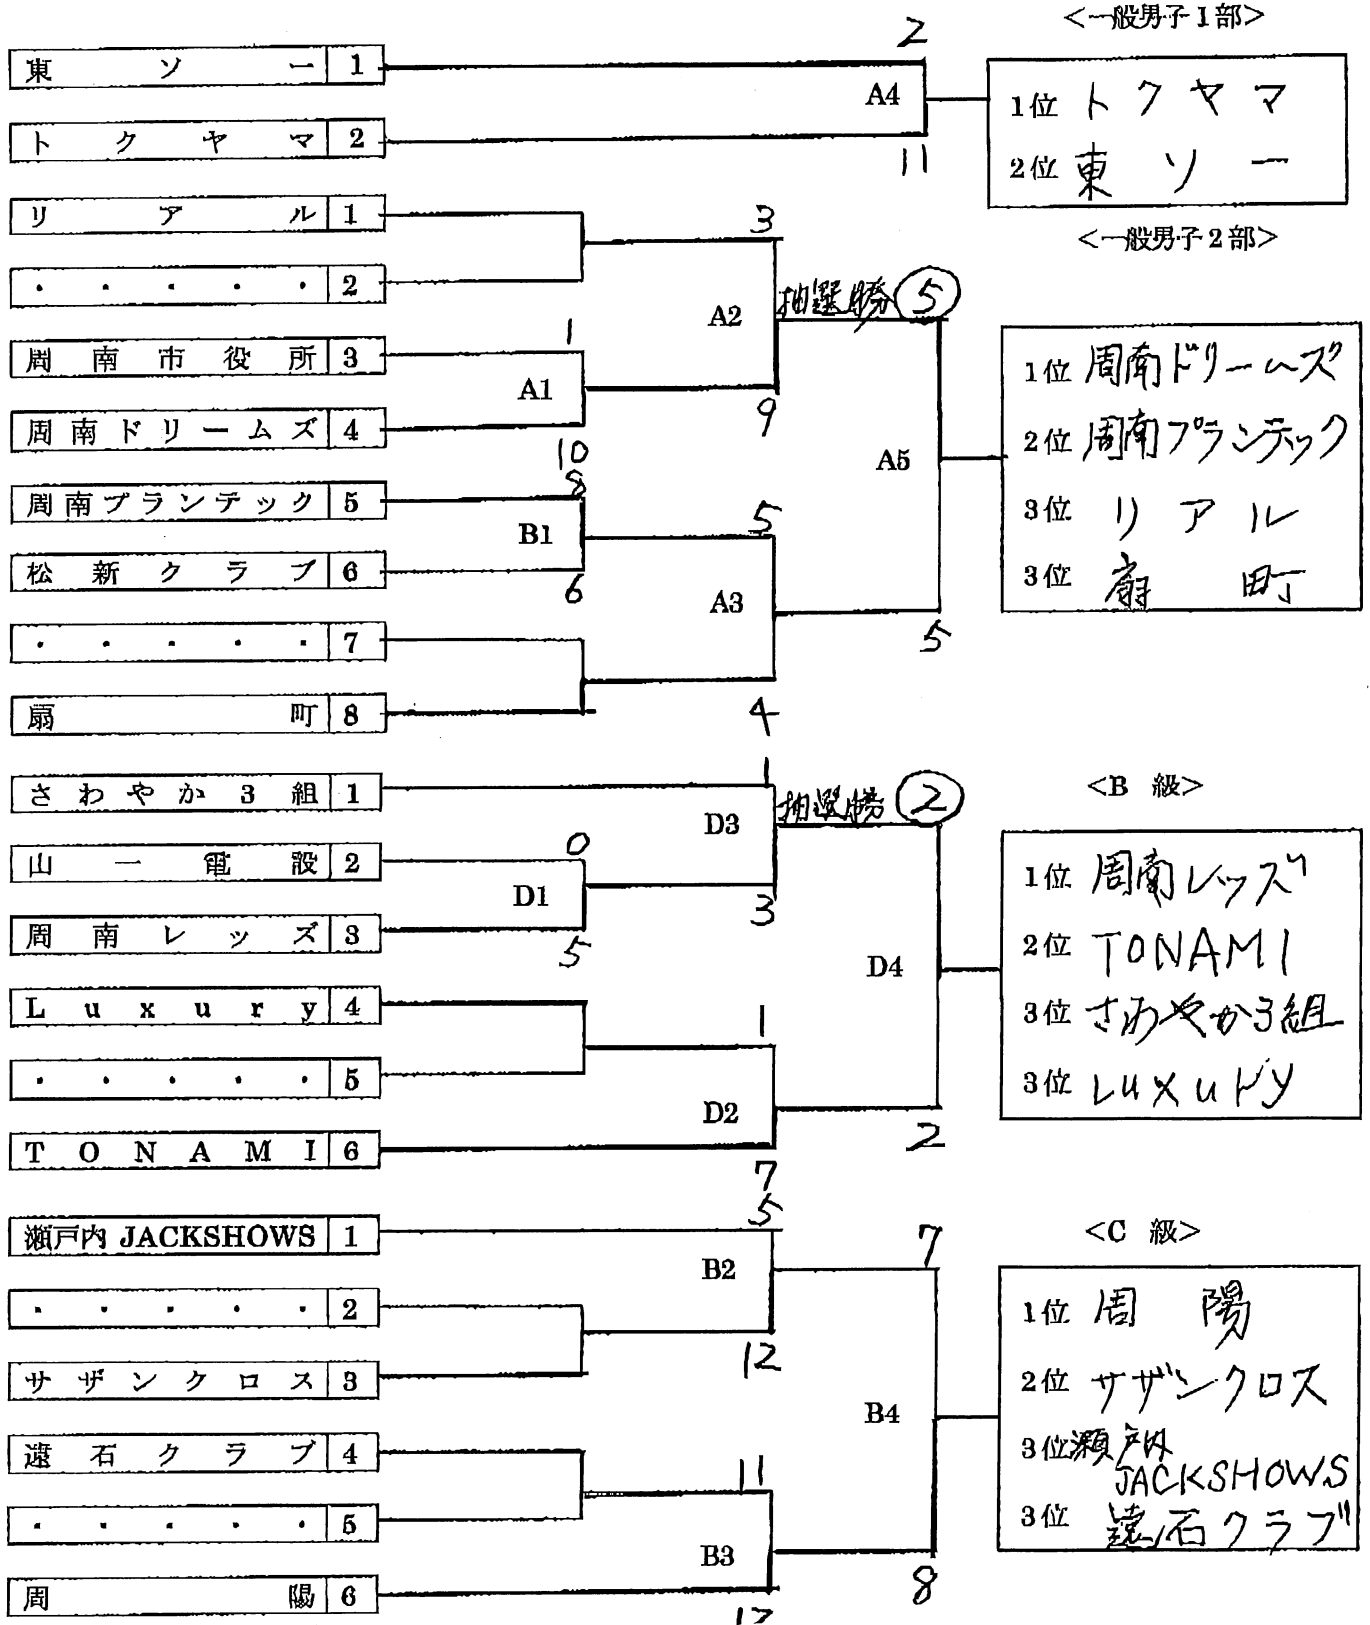 <一般男子1部>
2
東ソー 1
A4
トクヤマ 2
11
1位 トクヤマ
2位 東ソー
<一般男子2部>
リアル 1
3
・・・・・ 2
A2
抽選勝 ⑤
周南市役所 3
1
A1
周南ドリームズ 4
10
9
A5
周南プランテック 5
8
B1
5
松新クラブ 6
6
A3
・・・・・ 7
5
扇町 8
4
1位 周南ドリームズ
2位 周南プランテック
3位 リアル
3位 扇町
<B 級>
さわやか3組 1
1
D3
抽選勝 ②
山一電設 2
0
D1
周南レッズ 3
5
3
D4
Luxury 4
1
・・・・・ 5
D2
2
TONAMI 6
7
1位 周南レッズ
2位 TONAMI
3位 さわやか3組
3位 Luxury
<C 級>
瀬戸内 JACKSHOWS 1
5
B2
7
・・・・・ 2
サザンクロス 3
12
B4
遠石クラブ 4
11
・・・・・ 5
B3
8
周陽 6
1位 周陽
2位 サザンクロス
3位 瀬戸内
JACKSHOWS
3位 遠石クラブ